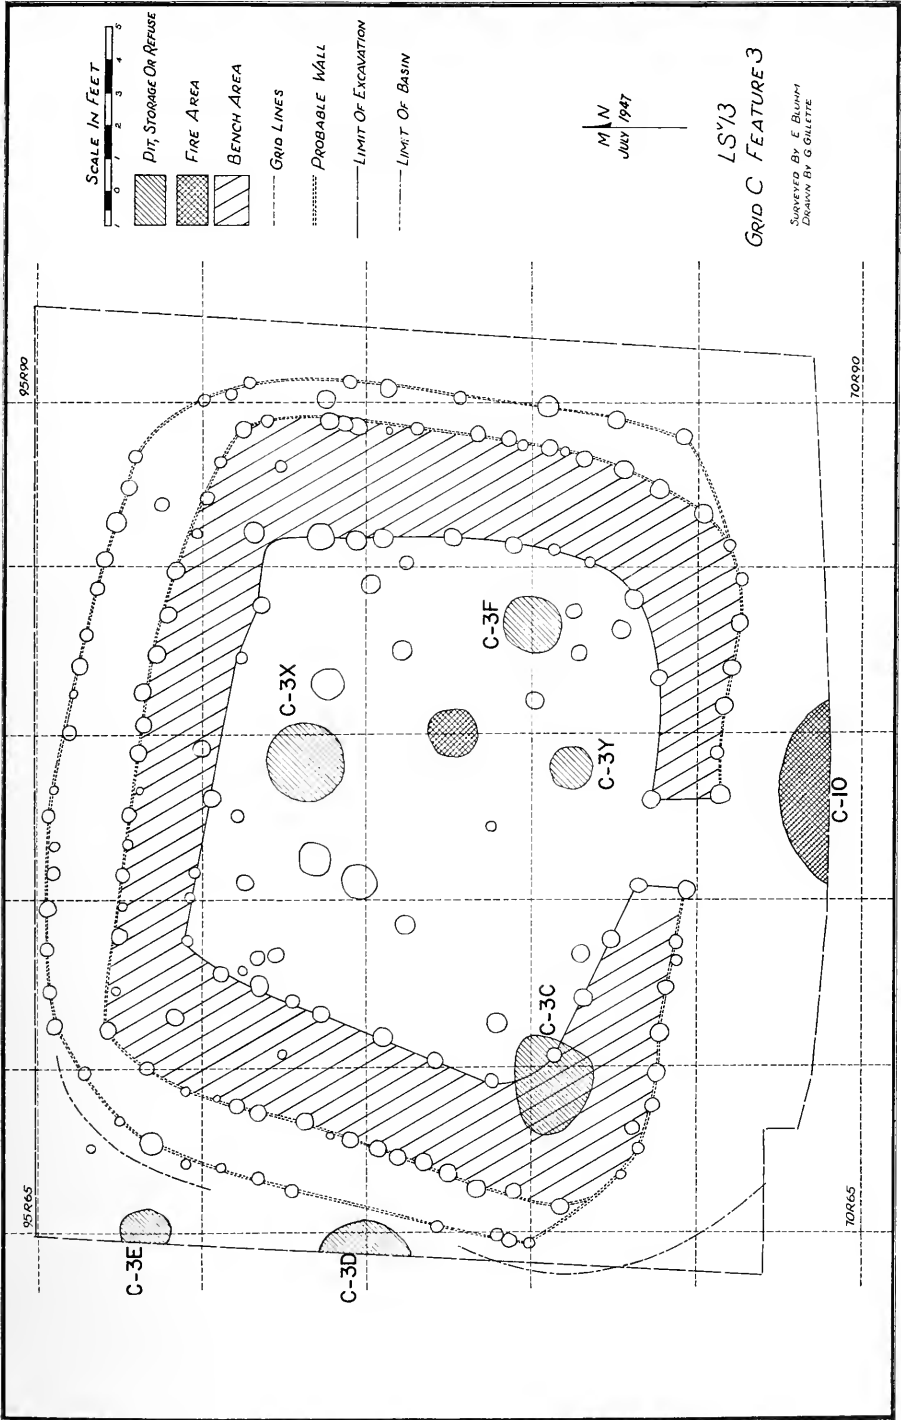 SCALE IN FEET
1 0 1 2 3 4 5
PIT, STORAGE OR REFUSE
FIRE AREA
BENCH AREA
GRID LINES
PROBABLE WALL
LIMIT OF EXCAVATION
LIMIT OF BASIN
M N
JULY 1947
LSV13
GRID C FEATURE 3
SURVEYED BY E BLUHM
DRAWN BY G GILLETTE
95R90
70R90
C-3X
C-3F
C-3Y
C-10
C-3C
95R65
70R65
C-3E
C-3D